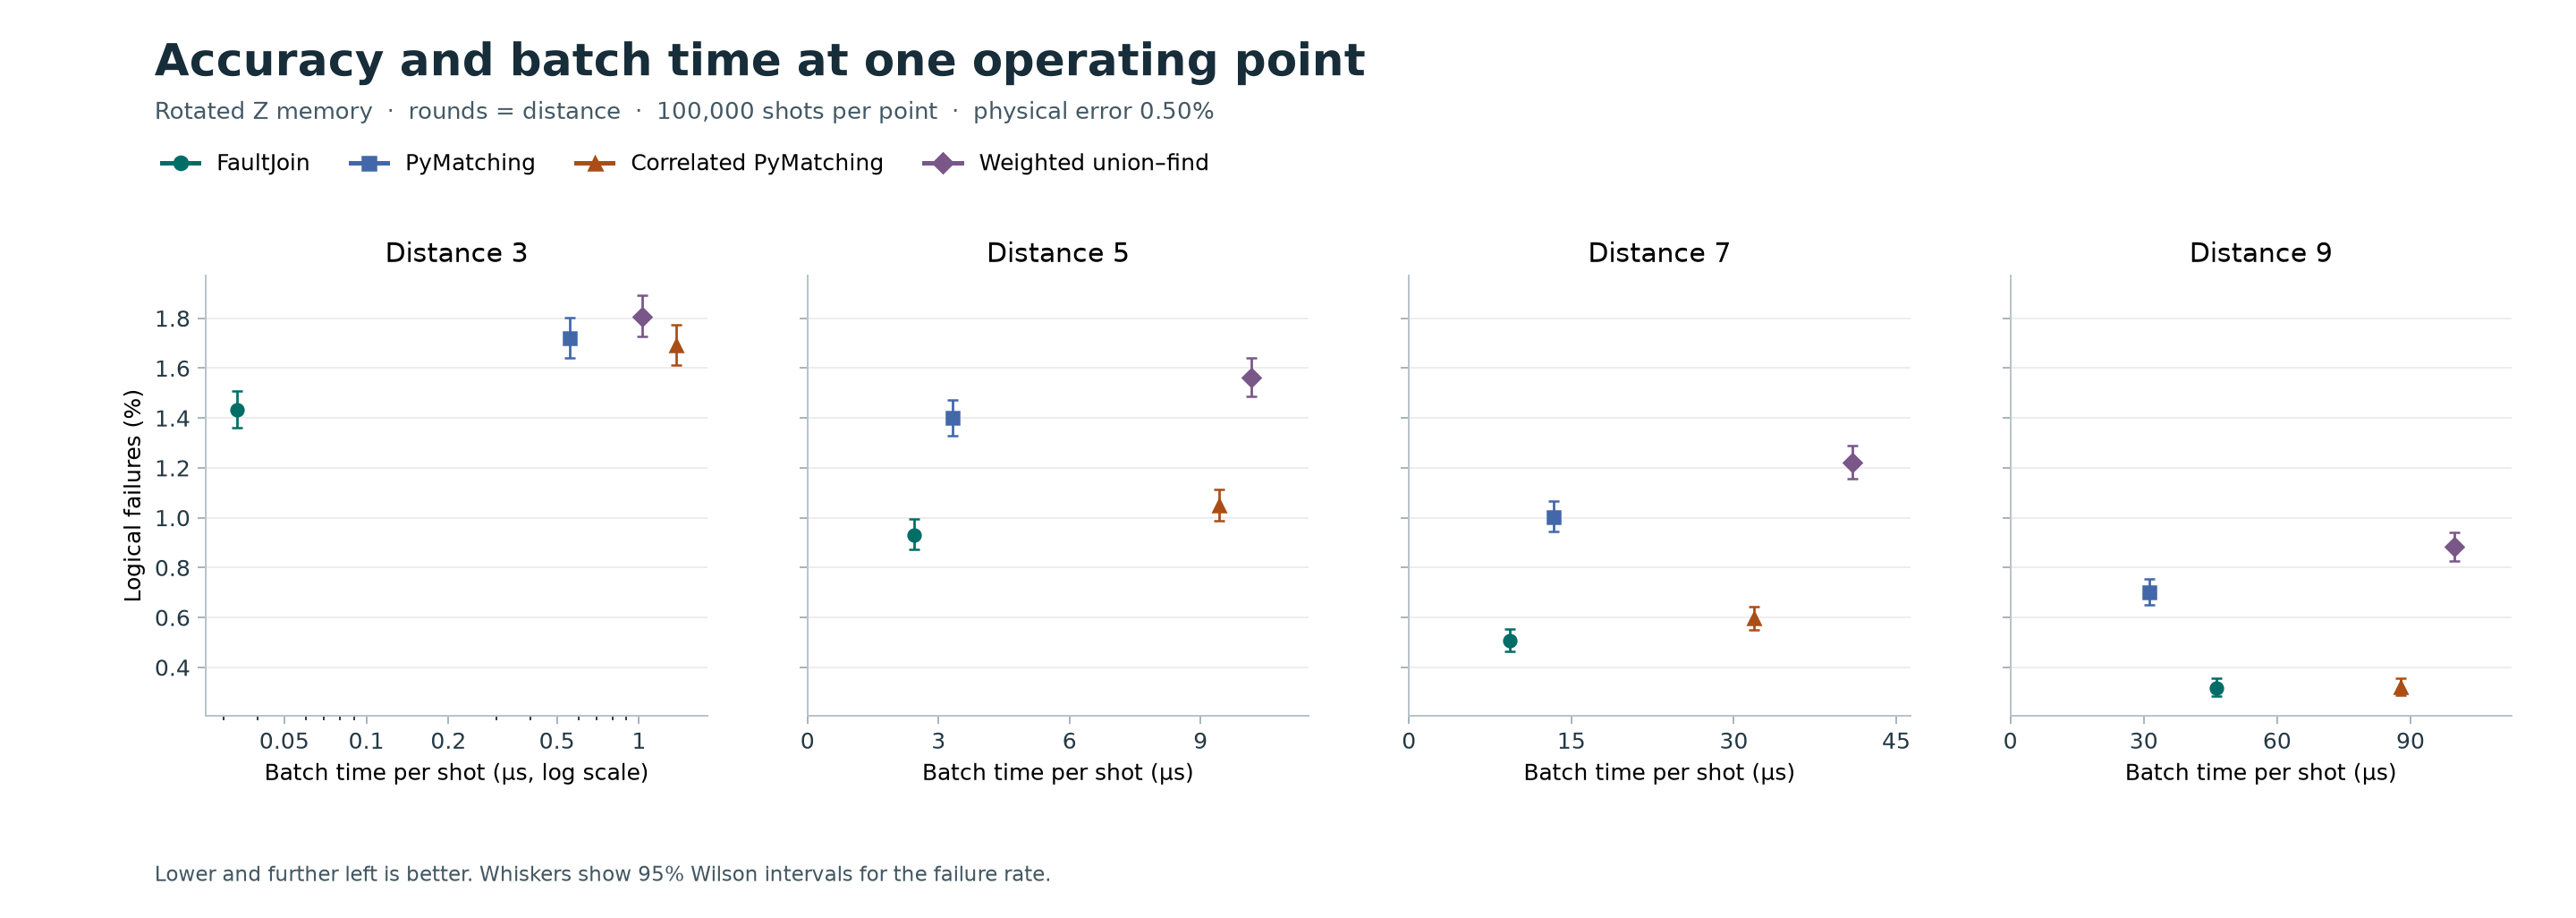 Accuracy and batch time at one operating point
Rotated Z memory · rounds = distance · 100,000 shots per point · physical error 0.50%
FaultJoin PyMatching Correlated PyMatching Weighted union–find
Distance 3 Distance 5 Distance 7 Distance 9
Logical failures (%)
1.8
1.6
1.4
1.2
1.0
0.8
0.6
0.4
0.05 0.1 0.2 0.5 1
Batch time per shot (µs, log scale)
0 3 6 9
Batch time per shot (µs)
0 15 30 45
Batch time per shot (µs)
0 30 60 90
Batch time per shot (µs)
Lower and further left is better. Whiskers show 95% Wilson intervals for the failure rate.